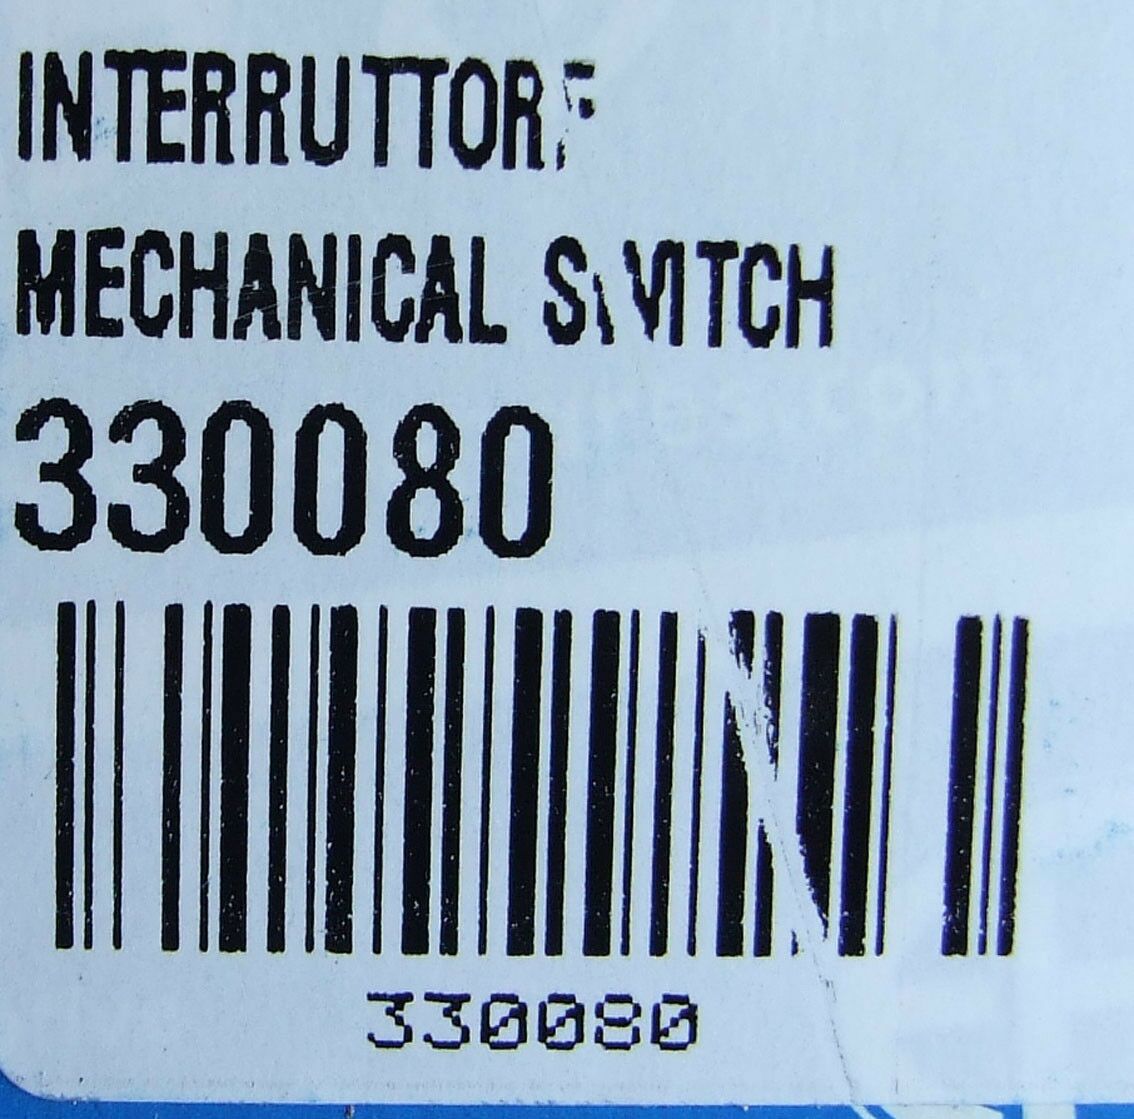 INTERRUTTORE
MECHANICAL SWITCH
330080
330080